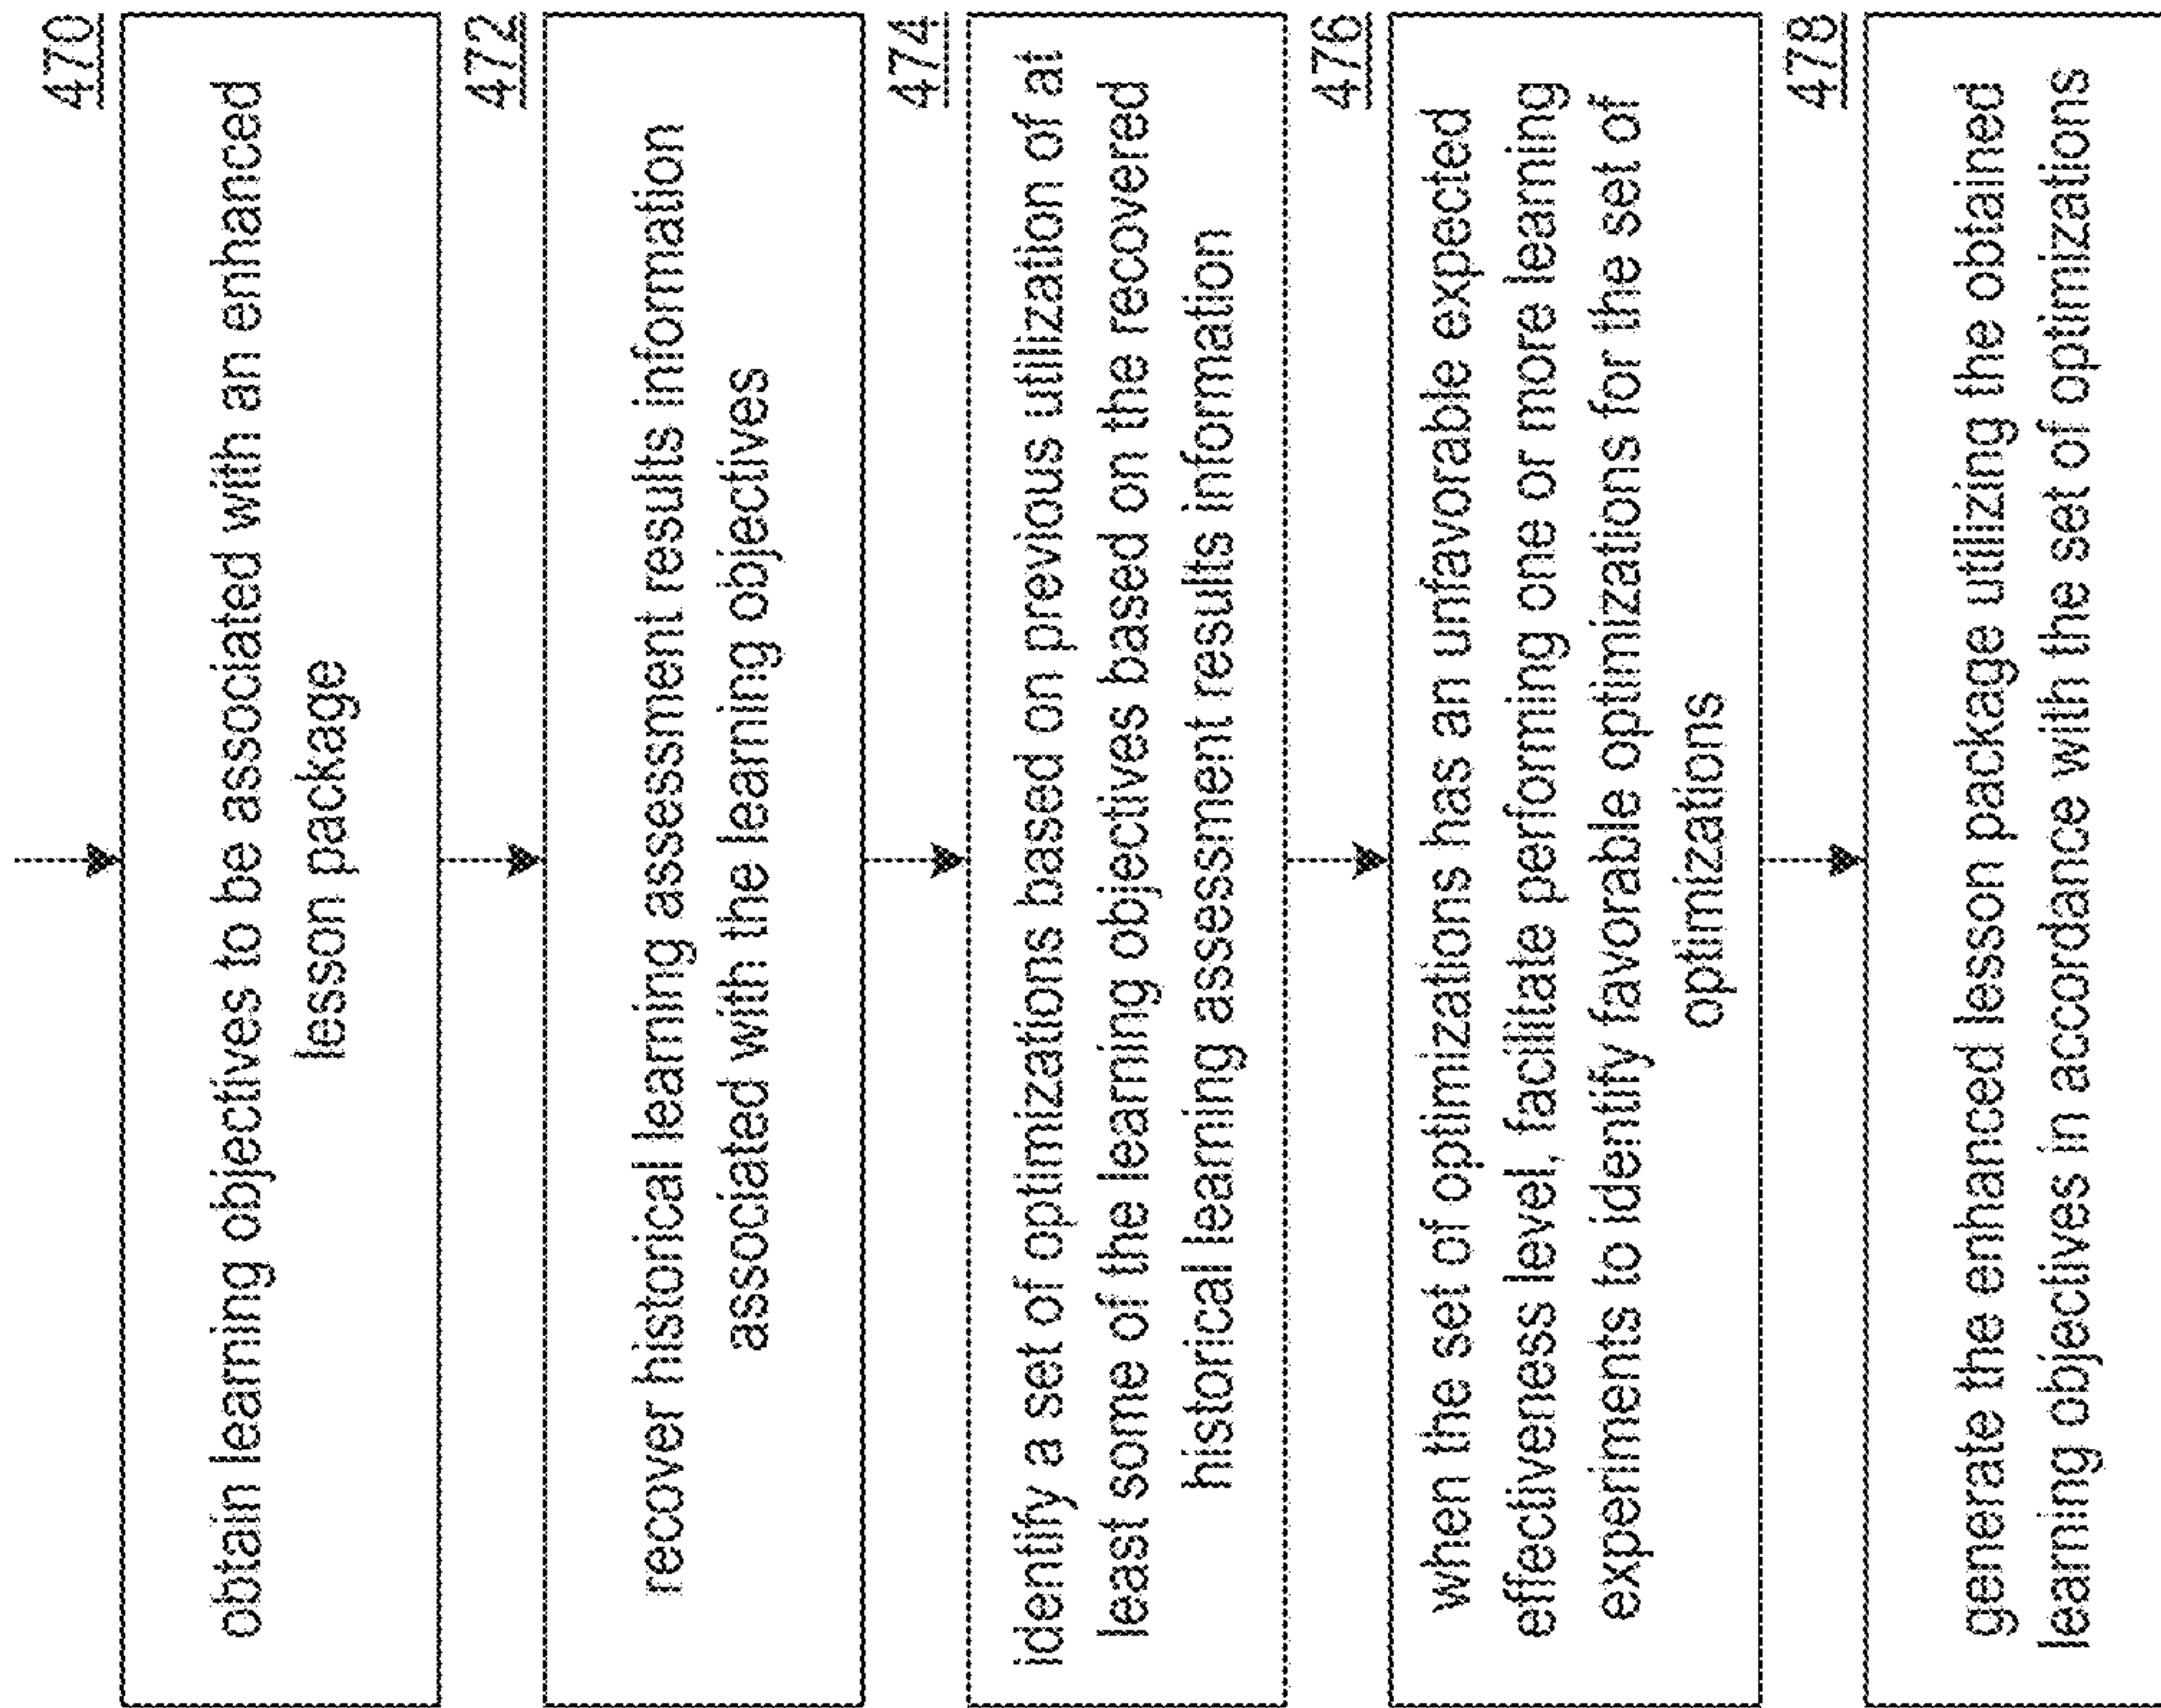 470
obtain learning objectives to be associated with an enhanced
lesson package
472
recover historical learning assessment results information
associated with the learning objectives
474
identify a set of optimizations based on previous utilization of at
least some of the learning objectives based on the recovered
historical learning assessment results information
476
when the set of optimizations has an unfavorable expected
effectiveness level, facilitate performing one or more learning
experiments to identify favorable optimizations for the set of
optimizations
478
generate the enhanced lesson package utilizing the obtained
learning objectives in accordance with the set of optimizations